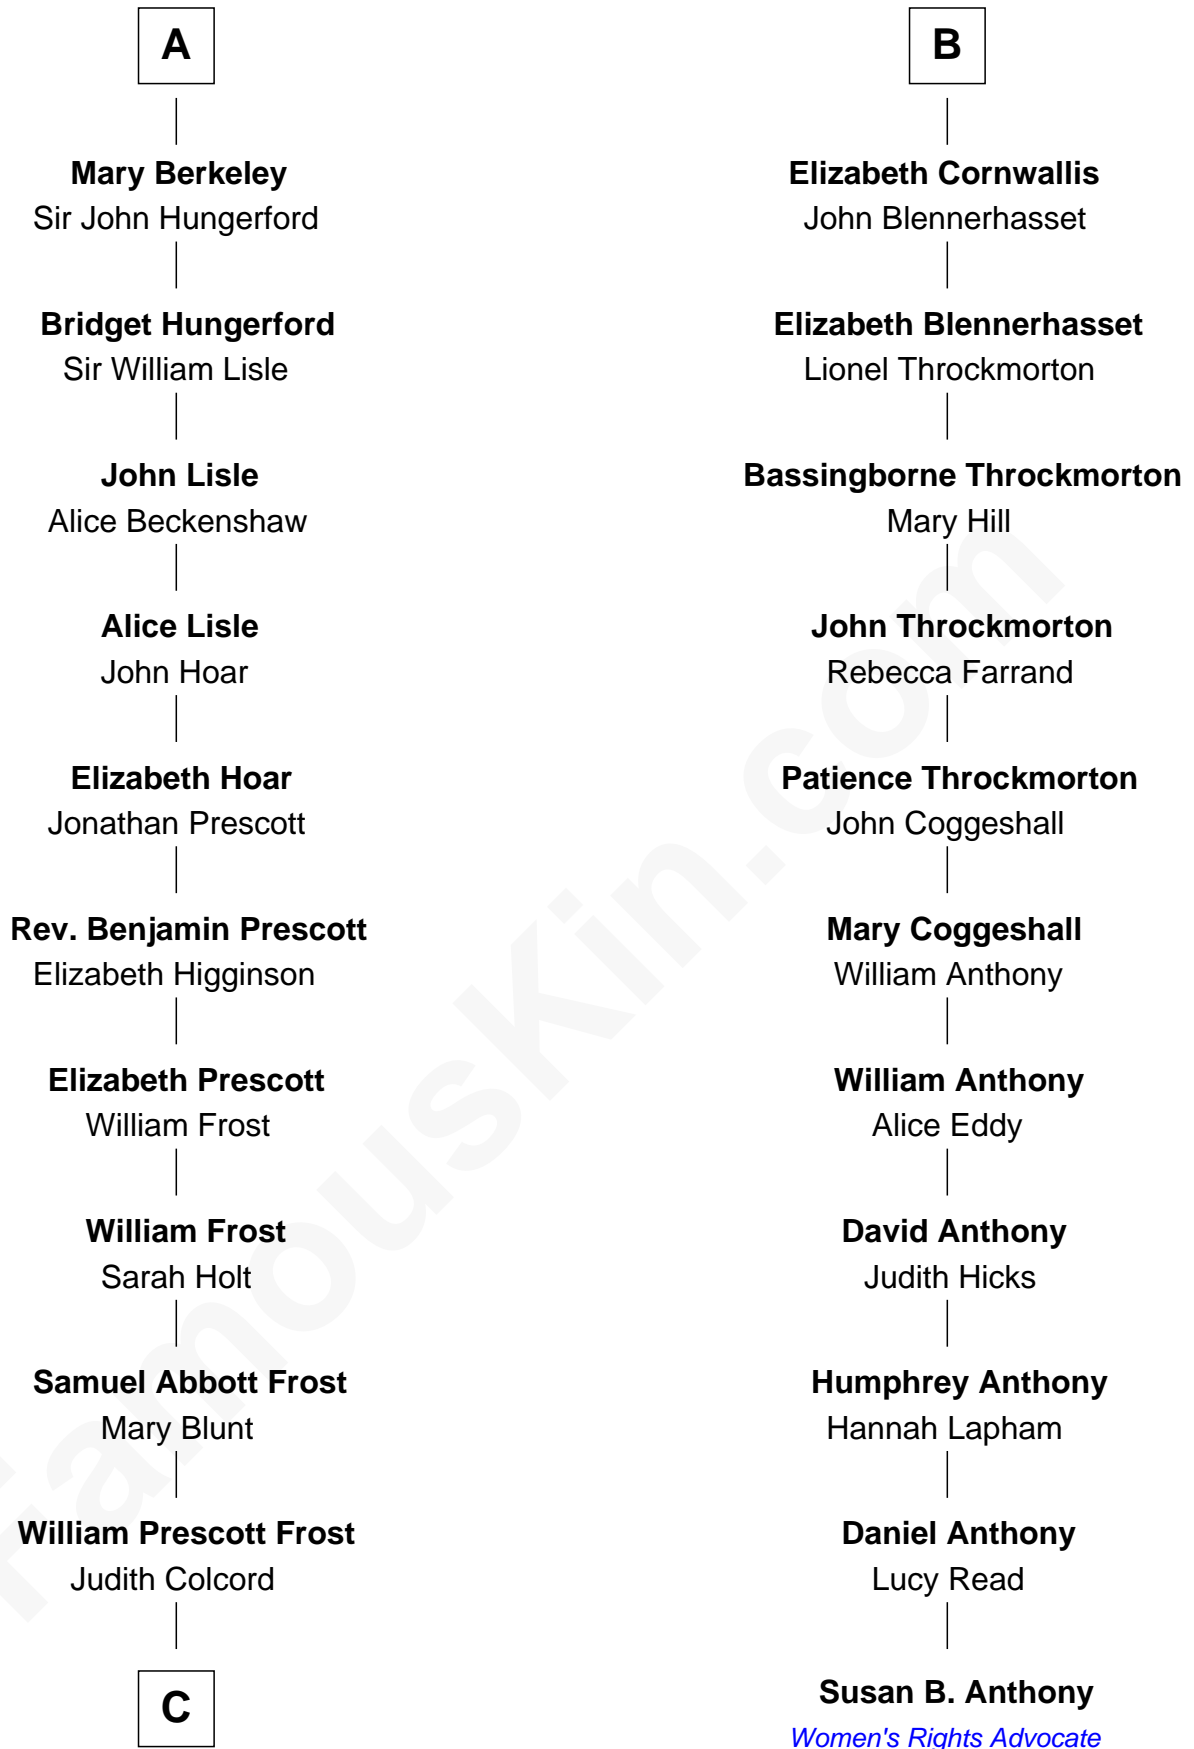 A
Mary Berkeley
Sir John Hungerford
Bridget Hungerford
Sir William Lisle
John Lisle
Alice Beckenshaw
Alice Lisle
John Hoar
Elizabeth Hoar
Jonathan Prescott
Rev. Benjamin Prescott
Elizabeth Higginson
Elizabeth Prescott
William Frost
William Frost
Sarah Holt
Samuel Abbott Frost
Mary Blunt
William Prescott Frost
Judith Colcord
C
B
Elizabeth Cornwallis
John Blennerhasset
Elizabeth Blennerhasset
Lionel Throckmorton
Bassingborne Throckmorton
Mary Hill
John Throckmorton
Rebecca Farrand
Patience Throckmorton
John Coggeshall
Mary Coggeshall
William Anthony
William Anthony
Alice Eddy
David Anthony
Judith Hicks
Humphrey Anthony
Hannah Lapham
Daniel Anthony
Lucy Read
Susan B. Anthony
Women's Rights Advocate
FamousKin.com